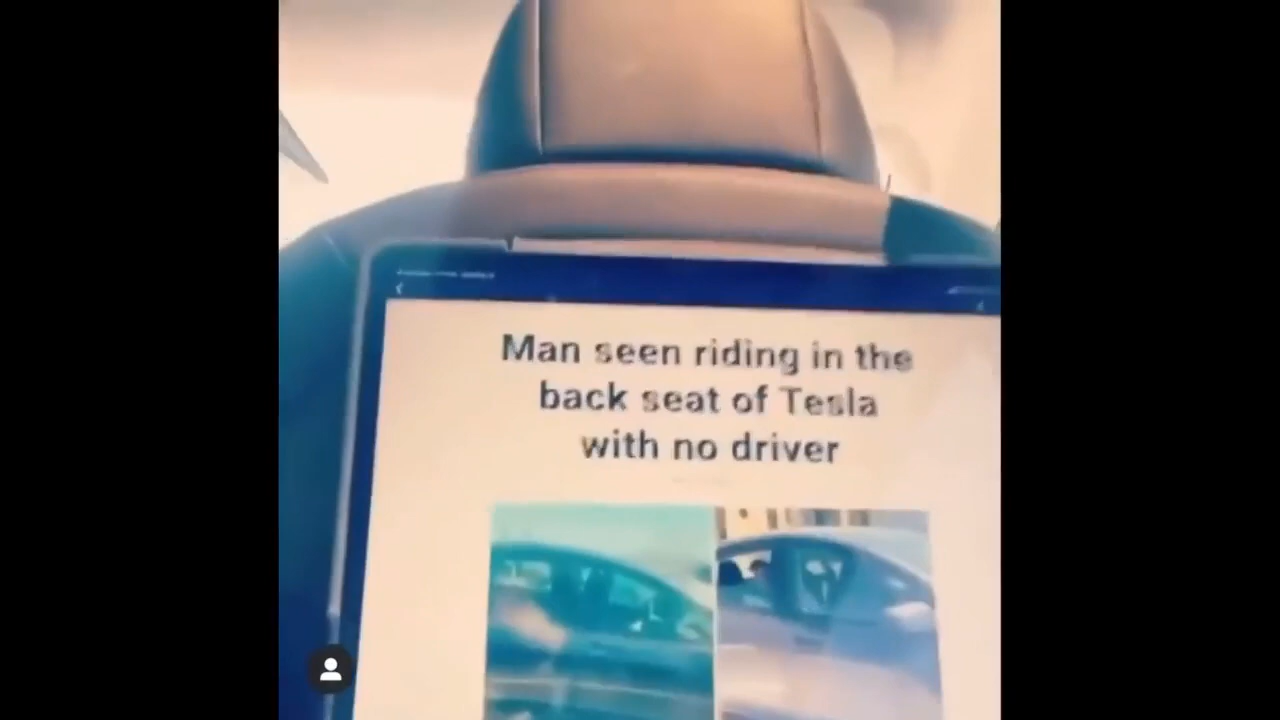 Man seen riding in the
back seat of Tesla
with no driver